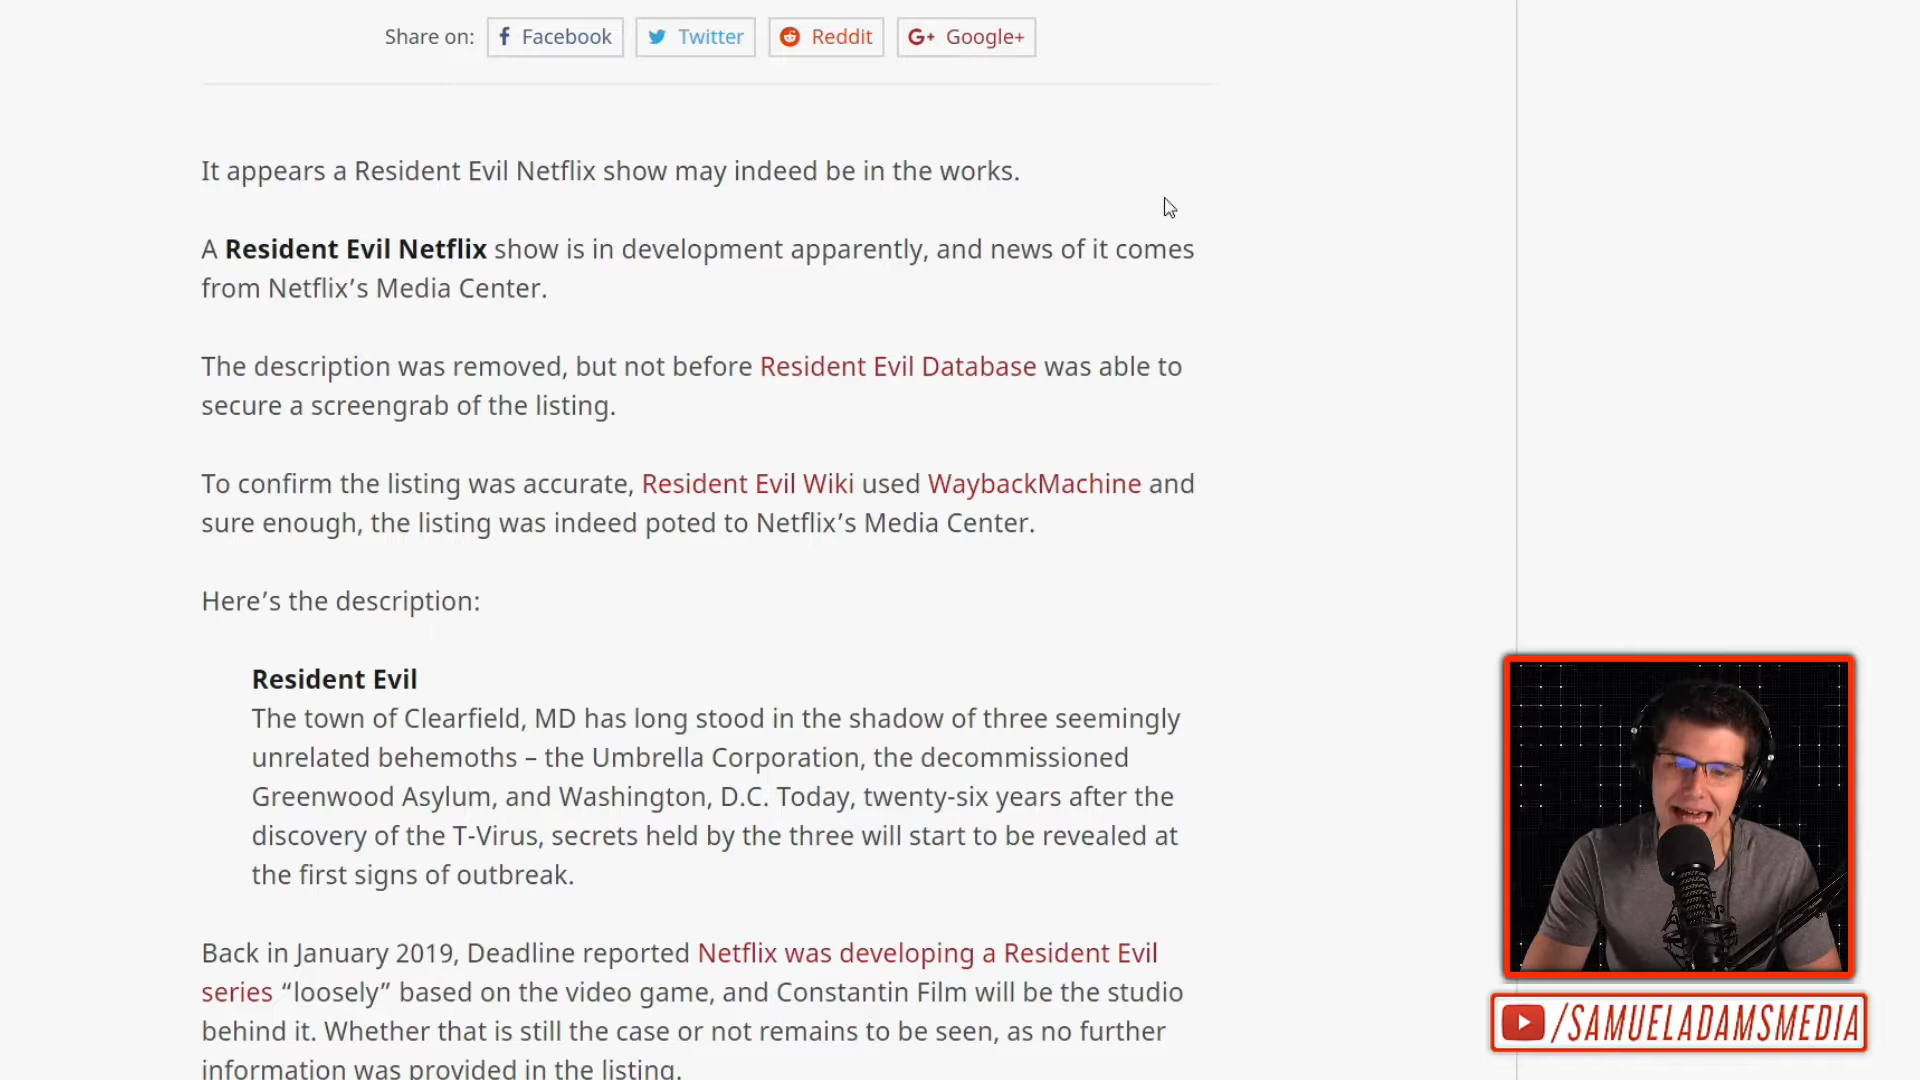 Share on: Facebook Twitter Reddit G+ Google+
It appears a Resident Evil Netflix show may indeed be in the works.
A Resident Evil Netflix show is in development apparently, and news of it comes
from Netflix’s Media Center.
The description was removed, but not before Resident Evil Database was able to
secure a screengrab of the listing.
To confirm the listing was accurate, Resident Evil Wiki used WaybackMachine and
sure enough, the listing was indeed poted to Netflix’s Media Center.
Here’s the description:
Resident Evil
The town of Clearfield, MD has long stood in the shadow of three seemingly
unrelated behemoths – the Umbrella Corporation, the decommissioned
Greenwood Asylum, and Washington, D.C. Today, twenty-six years after the
discovery of the T-Virus, secrets held by the three will start to be revealed at
the first signs of outbreak.
Back in January 2019, Deadline reported Netflix was developing a Resident Evil
series “loosely” based on the video game, and Constantin Film will be the studio
behind it. Whether that is still the case or not remains to be seen, as no further
information was provided in the listing.
/SAMUELADAMSMEDIA